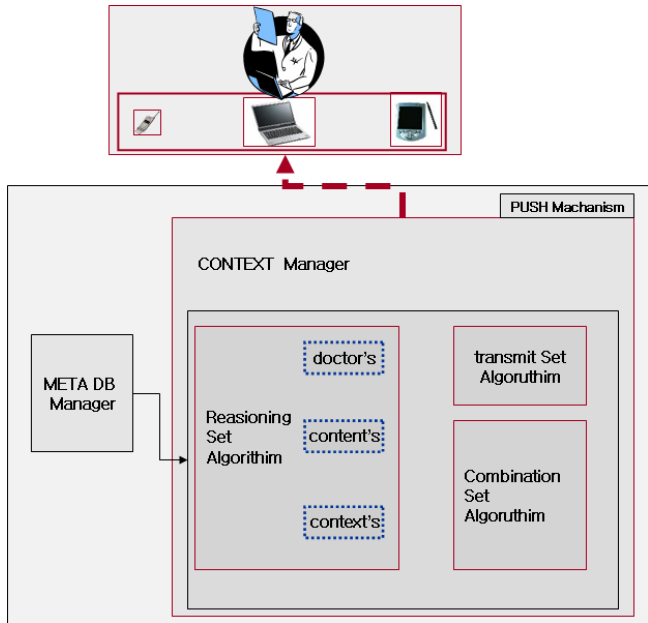 PUSH Machanism
CONTEXT Manager
META DB
Manager
Reasioning
Set
Algorithim
doctor's
content's
context's
transmit Set
Algoruthim
Combination
Set
Algoruthim